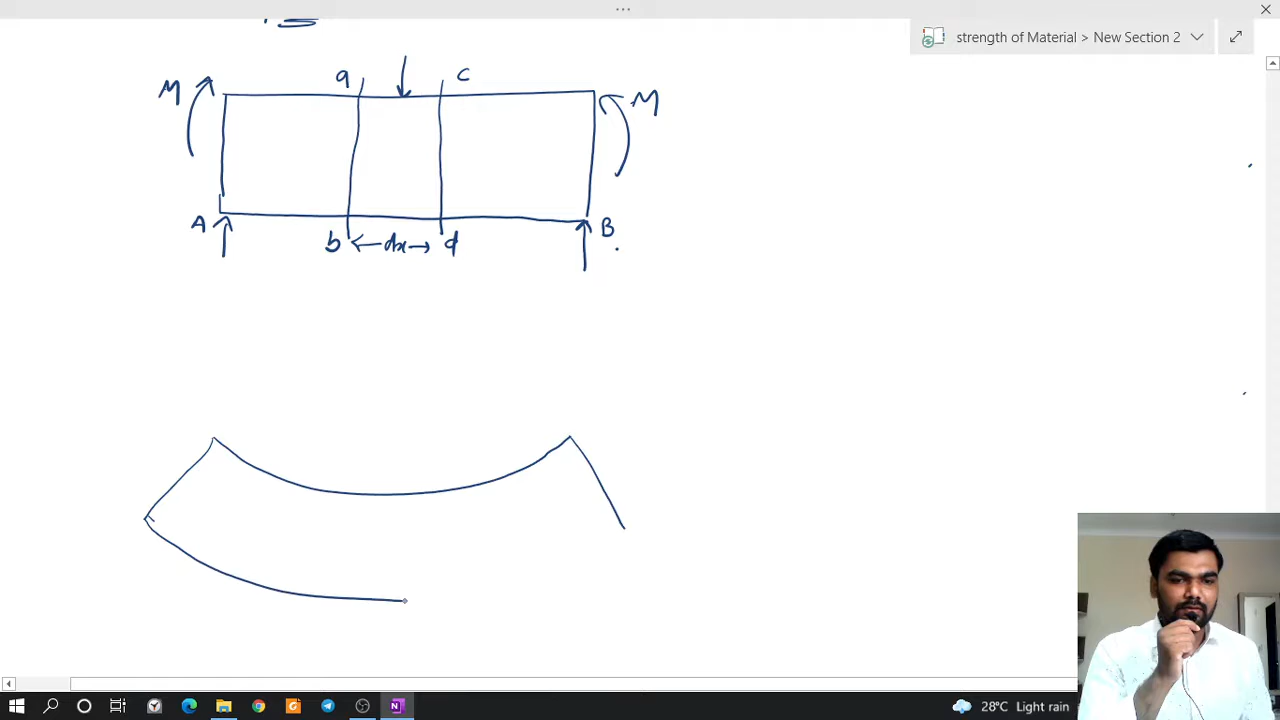 strength of Material > New Section 2
a c
M M
A B
b dx d
28°C Light rain